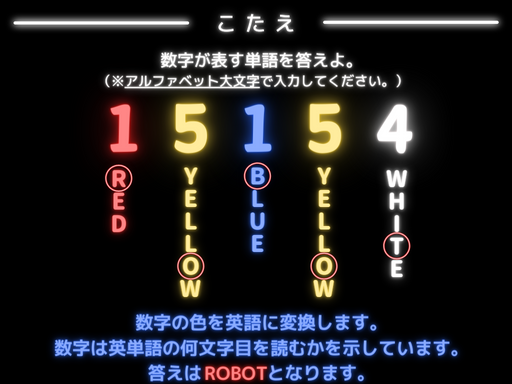 こたえ
数字が表す単語を答えよ。
(※アルファベット大文字で入力してください。)
1 5 1 5 4
RED YELLOW BLUE YELLOW WHITE
数字の色を英語に変換します。
数字は英単語の何文字目を読むかを示しています。
答えはROBOTとなります。